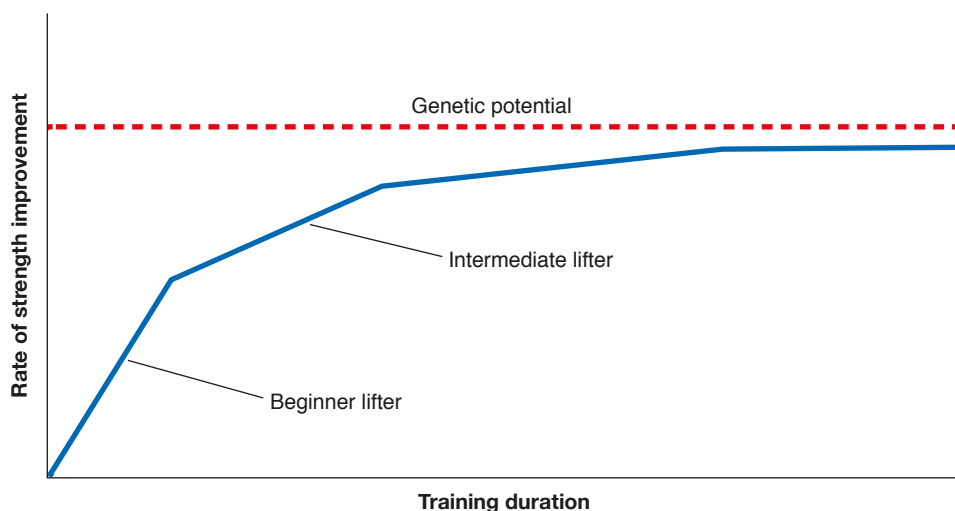 Genetic potential
Rate of strength improvement
Intermediate lifter
Beginner lifter
Training duration